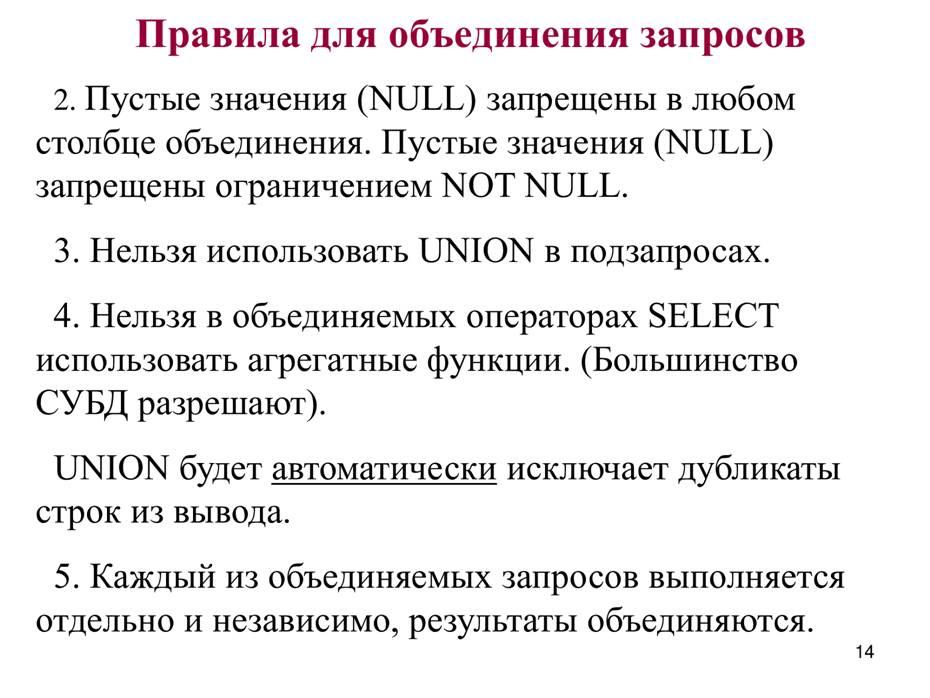 Правила для объединения запросов
2. Пустые значения (NULL) запрещены в любом
столбце объединения. Пустые значения (NULL)
запрещены ограничением NOT NULL.
3. Нельзя использовать UNION в подзапросах.
4. Нельзя в объединяемых операторах SELECT
использовать агрегатные функции. (Большинство
СУБД разрешают).
UNION будет автоматически исключает дубликаты
строк из вывода.
5. Каждый из объединяемых запросов выполняется
отдельно и независимо, результаты объединяются.
14